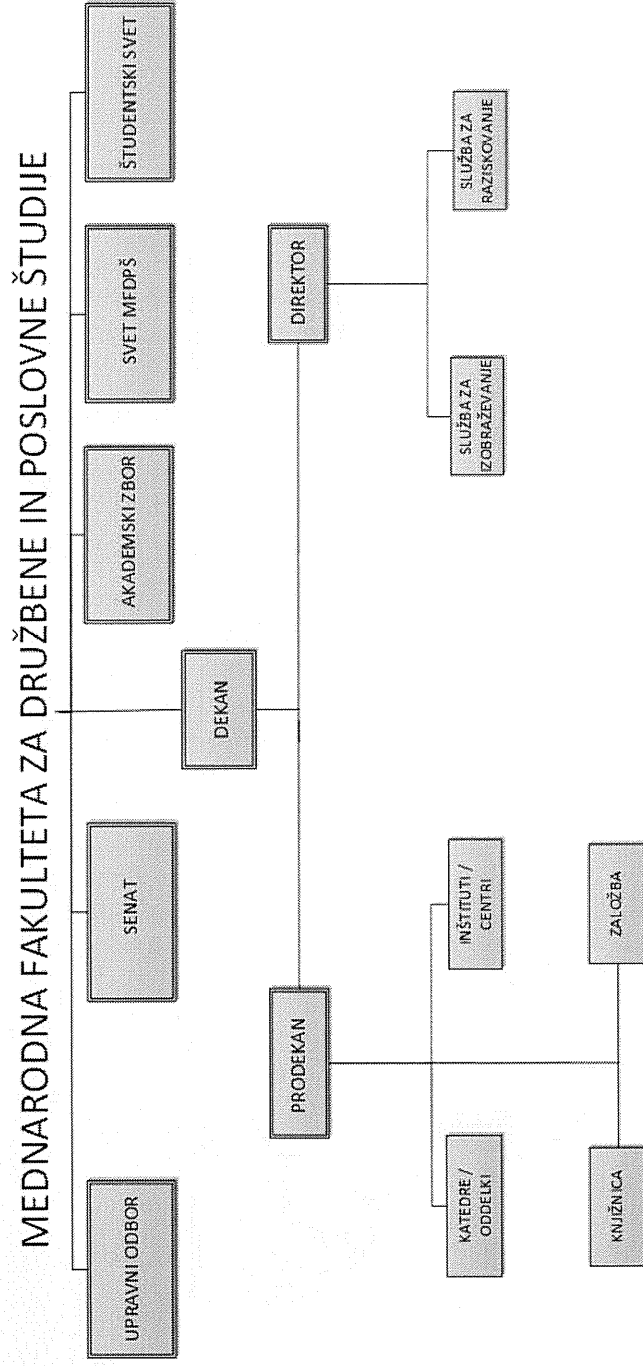 MEDNARODNA FAKULTETA ZA DRUŽBENE IN POSLOVNE ŠTUDIJE
UPRAVNI ODBOR
SENAT
AKADEMSKI ZBOR
SVET MFDPŠ
ŠTUDENTSKI SVET
DEKAN
PRODEKAN
DIREKTOR
KATEDRE /
ODDELKI
INŠTITUTI /
CENTRI
SLUŽBA ZA
IZOBRAŽEVANJE
SLUŽBA ZA
RAZISKOVANJE
KNJIŽNICA
ZALOŽBA